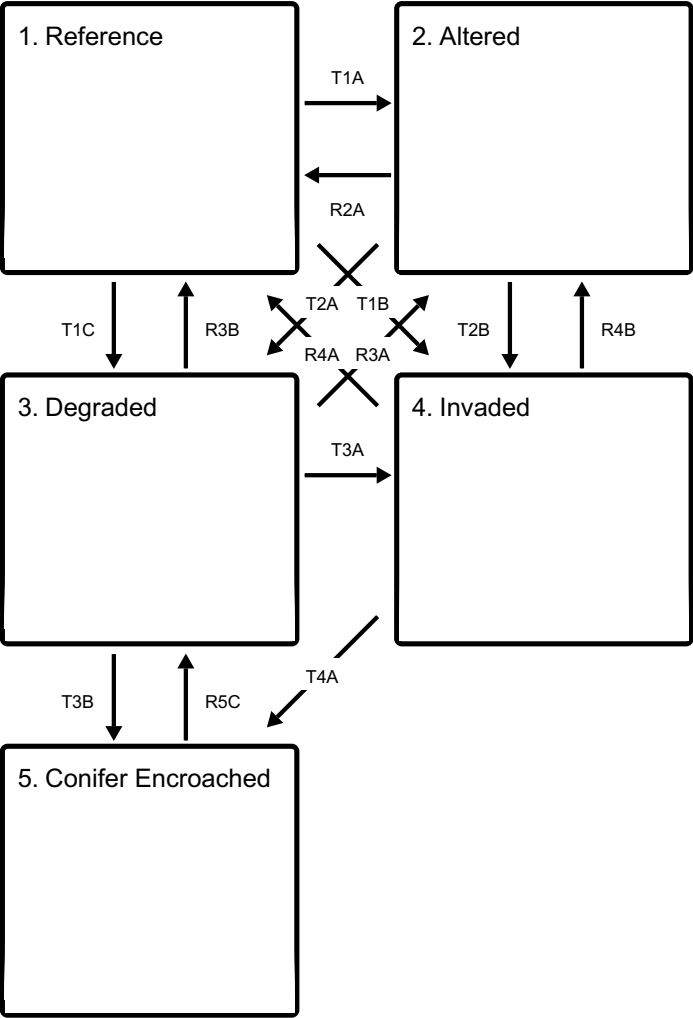 1. Reference
2. Altered
T1A
R2A
T2A
T1B
T1C
R3B
T2B
R4B
R4A
R3A
3. Degraded
4. Invaded
T3A
T4A
T3B
R5C
5. Conifer Encroached